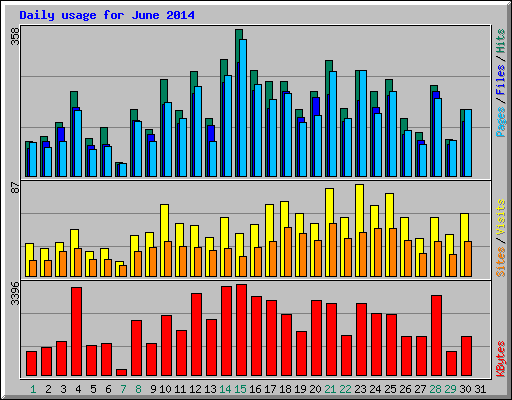 Daily usage for June 2014
358
Pages / Files / Hits
87
Sites / Visits
3396
KBytes
1 2 3 4 5 6 7 8 9 10 11 12 13 14 15 16 17 18 19 20 21 22 23 24 25 26 27 28 29 30 31